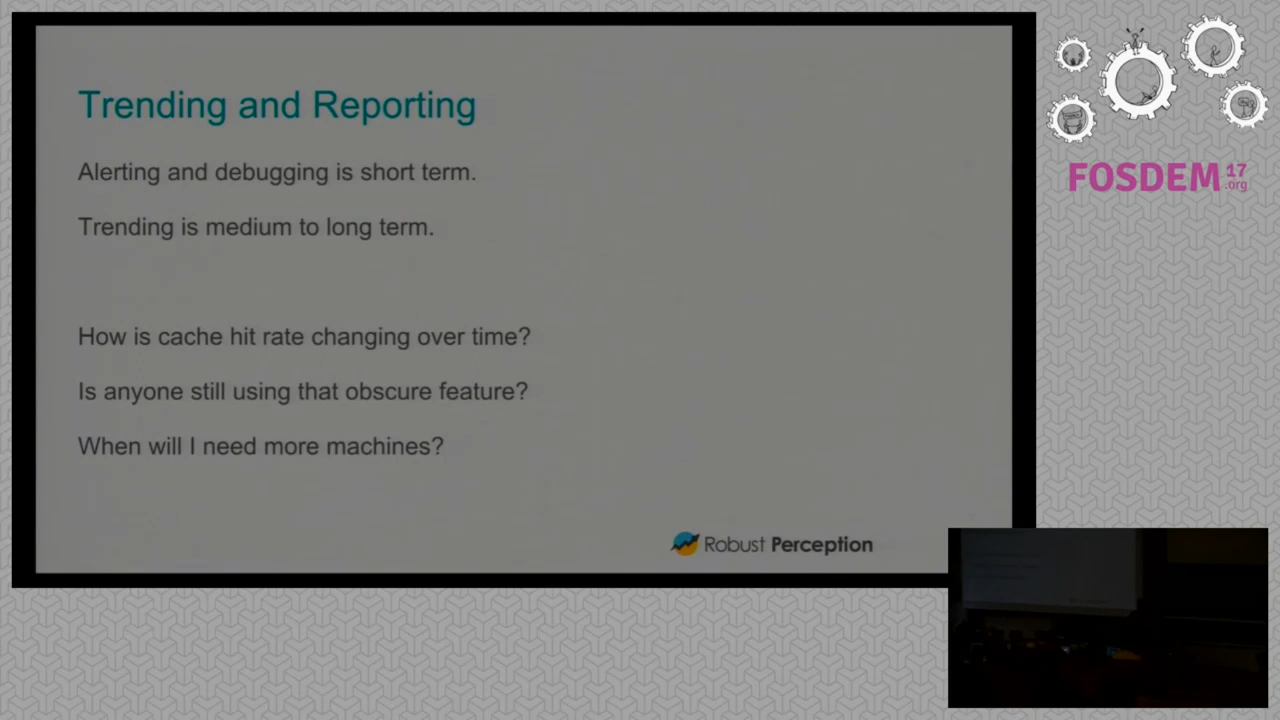 Trending and Reporting
Alerting and debugging is short term.
Trending is medium to long term.
How is cache hit rate changing over time?
Is anyone still using that obscure feature?
When will I need more machines?
Robust Perception
FOSDEM 17
.org